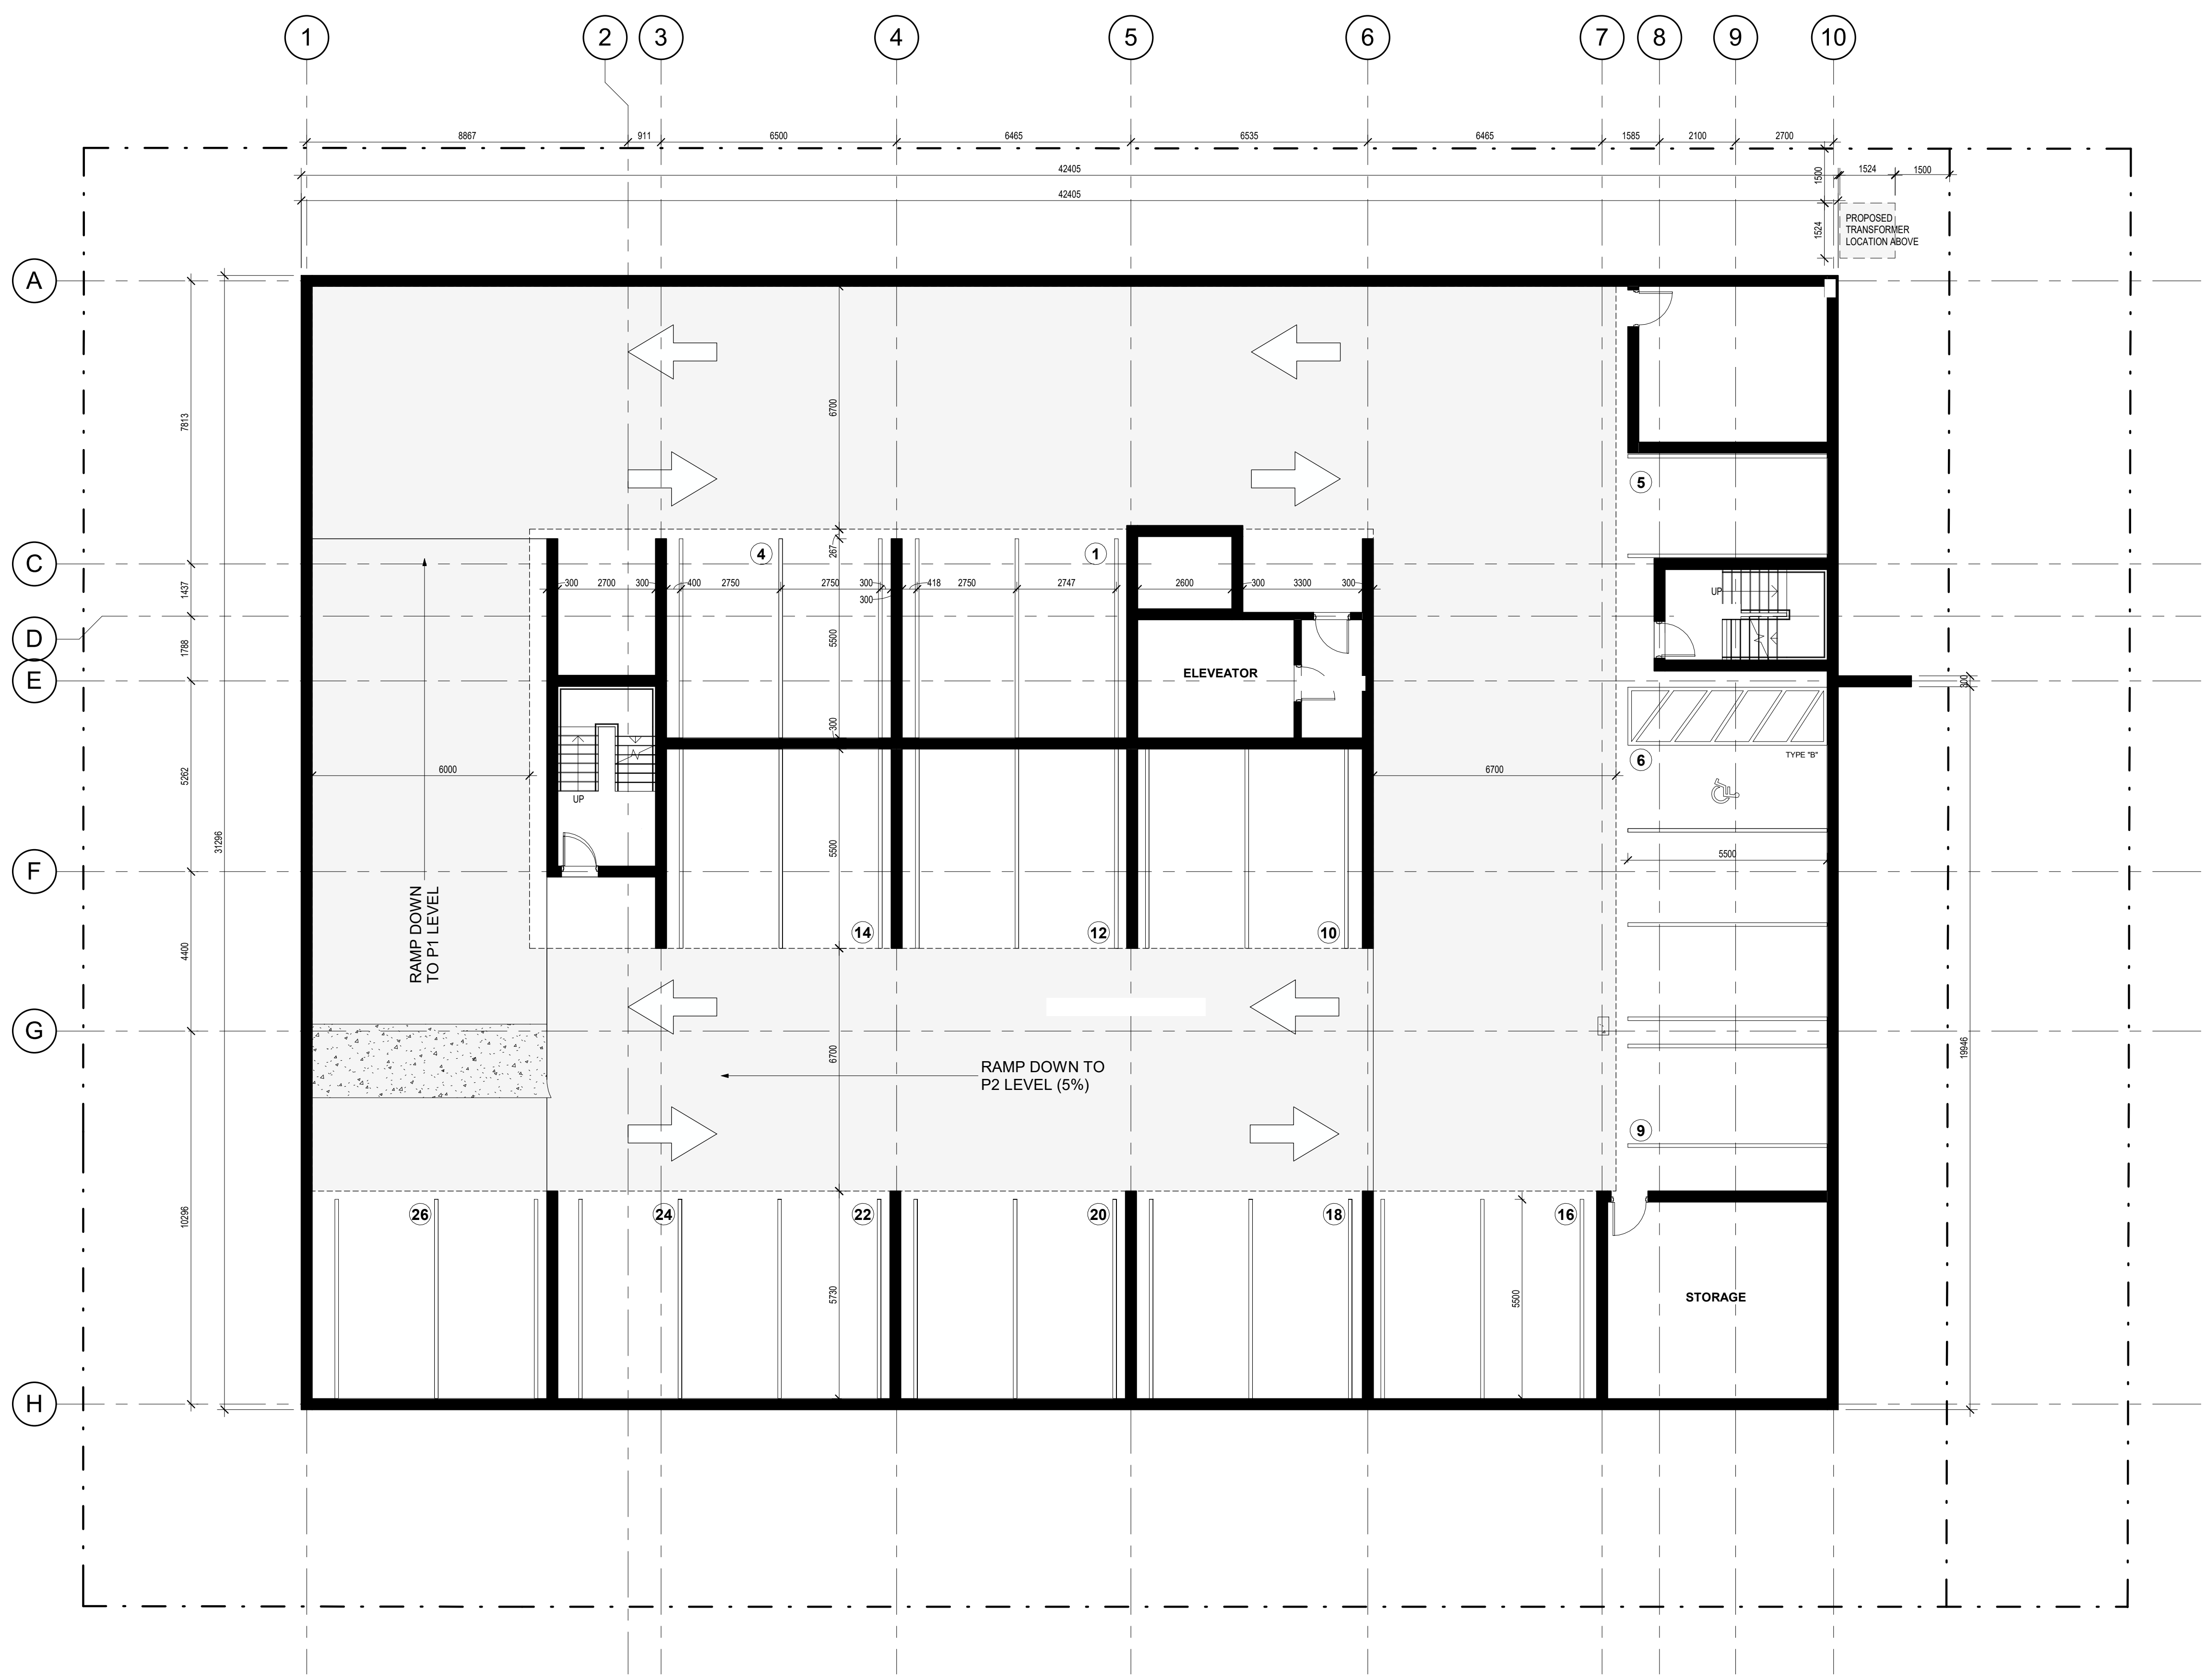 1 2 3 4 5 6 7 8 9 10
8867 911 6500 6465 6535 6465 1585 2100 2700
42405 1500 1524 1500
42405
PROPOSED
TRANSFORMER
LOCATION ABOVE
1524
A
7813
6700
5
C
4 267 1
1437
300 2700 300 400 2750 2750 300 418 2750 2747 2600 300 3300 300
300
UP
D
1788
5500
E
ELEVEATOR
300
300
6
TYPE "B"
6000
6700
5262
UP
31296
5500
5500
F
RAMP DOWN
TO P1 LEVEL
14 12 10
4400
G
6700
RAMP DOWN TO
P2 LEVEL (5%)
19946
9
26 24 22 20 18 16
10296
5730
5500
STORAGE
H